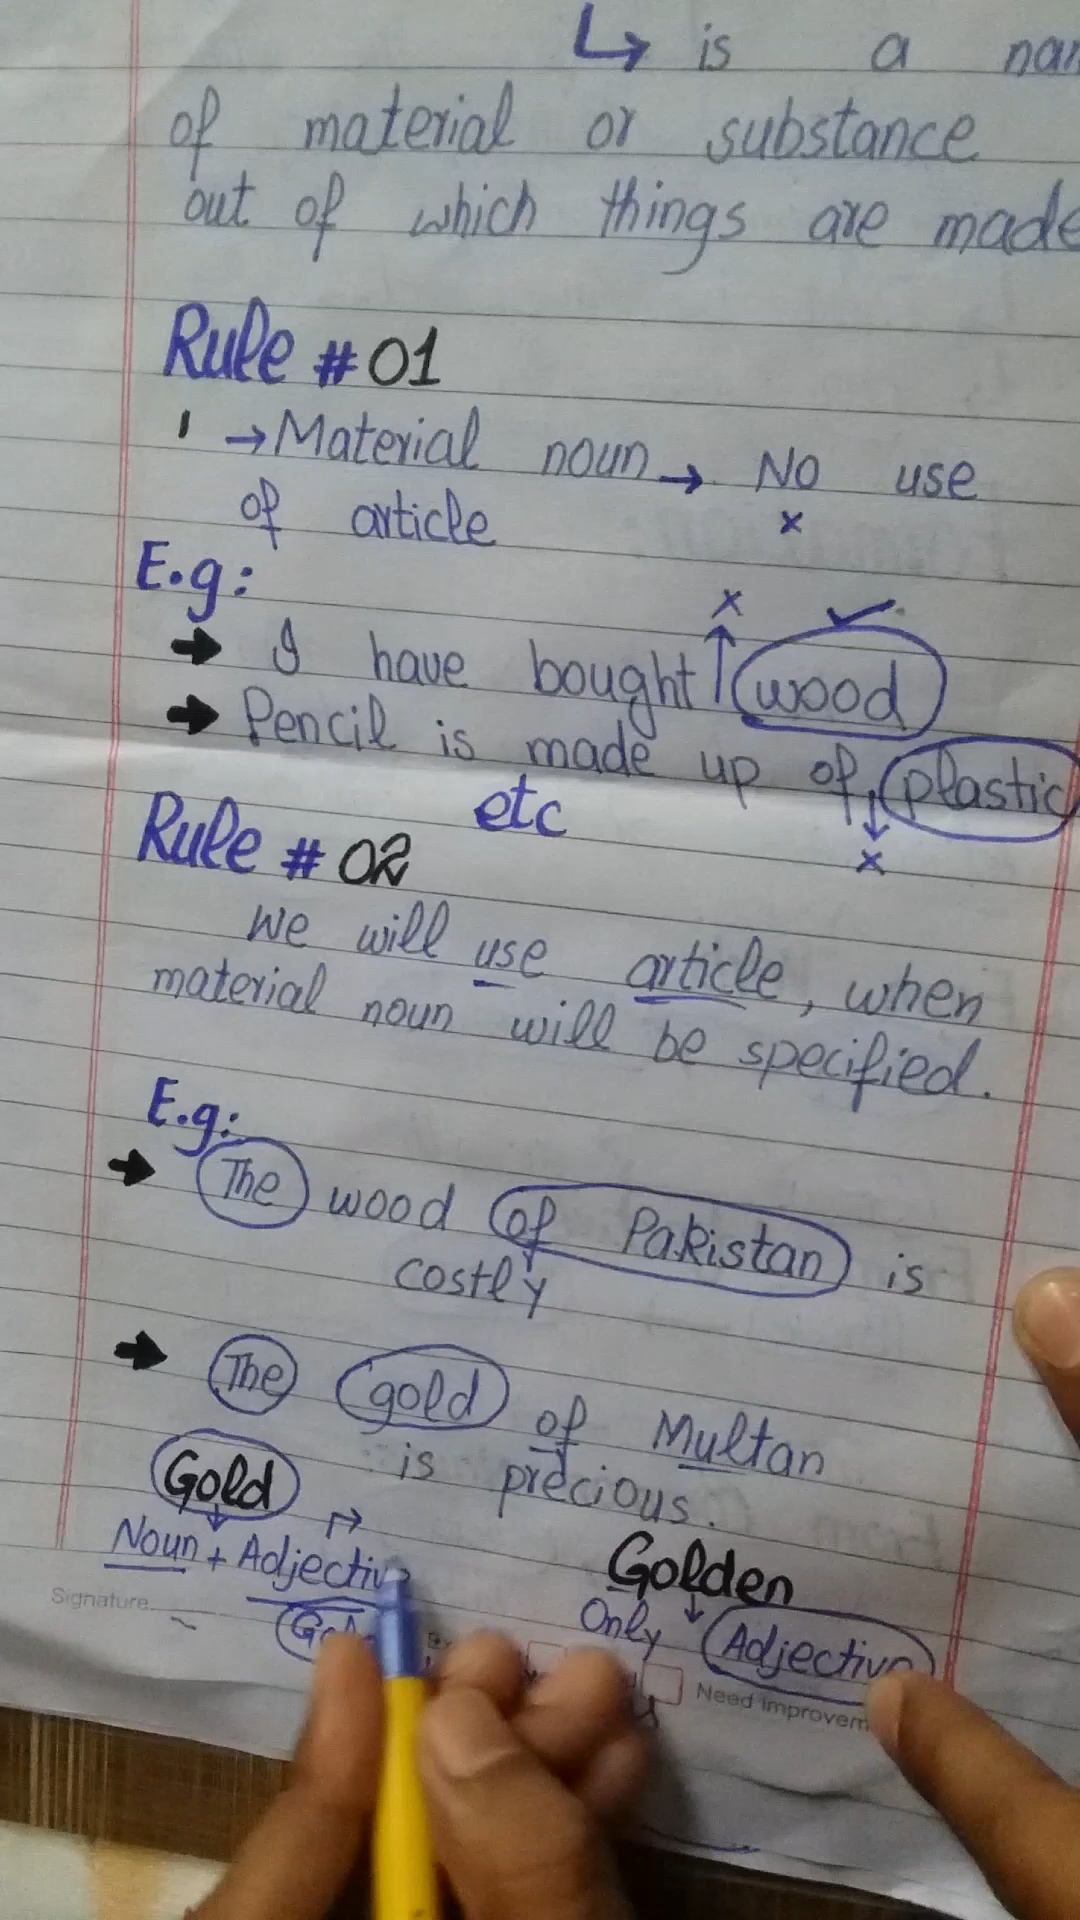 is a
of material or substance
out of which things are made
Rule # 01
→ Material noun → No use
of article x
E.g:
x
→ I have bought wood
→ Pencil is made up of plastic
etc x
Rule # 02
We will use article, when
material noun will be specified.
E.g:
→ The wood of Pakistan is
costly
→ The gold of Multan
is precious.
Gold
Noun + Adjective
Golden
Only Adjective
Signature
Need Improvem